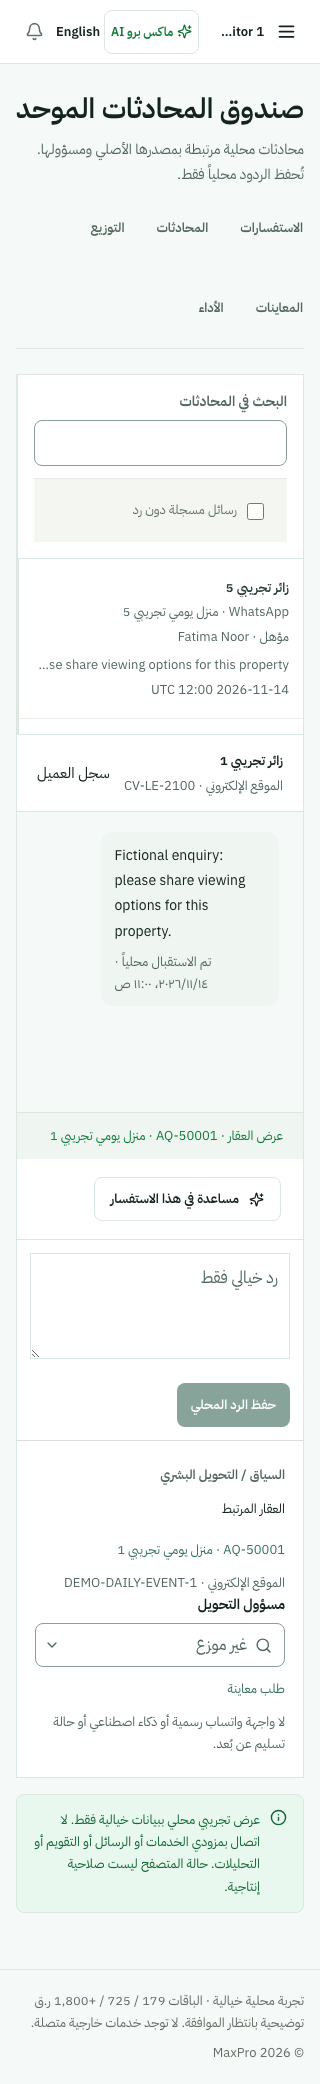 ...itor 1
ماكس برو AI
English
صندوق المحادثات الموحد
محادثات محلية مرتبطة بمصدرها الأصلي ومسؤولها.
تُحفظ الردود محلياً فقط.
الاستفسارات
المحادثات
التوزيع
المعاينات
الأداء
البحث في المحادثات
رسائل مسجلة دون رد
زائر تجريبي 5
WhatsApp · منزل يومي تجريبي 5
مؤهل · Fatima Noor
...se share viewing options for this property
2026-11-14 12:00 UTC
زائر تجريبي 1
الموقع الإلكتروني · CV-LE-2100
سجل العميل
Fictional enquiry:
please share viewing
options for this
property.
تم الاستقبال محلياً ·
١٤‏/١١‏/٢٠٢٦، ١١:٠٠ ص
عرض العقار · AQ-50001 · منزل يومي تجريبي 1
مساعدة في هذا الاستفسار
رد خيالي فقط
حفظ الرد المحلي
السياق / التحويل البشري
العقار المرتبط
AQ-50001 · منزل يومي تجريبي 1
الموقع الإلكتروني · DEMO-DAILY-EVENT-1
مسؤول التحويل
غير موزع
طلب معاينة
لا واجهة واتساب رسمية أو ذكاء اصطناعي أو حالة
تسليم عن بُعد.
عرض تجريبي محلي ببيانات خيالية فقط. لا
اتصال بمزودي الخدمات أو الرسائل أو التقويم أو
التحليلات. حالة المتصفح ليست صلاحية
إنتاجية.
تجربة محلية خيالية · الباقات 179 / 725 / +1,800 ر.ق
توضيحية بانتظار الموافقة. لا توجد خدمات خارجية متصلة.
© 2026 MaxPro